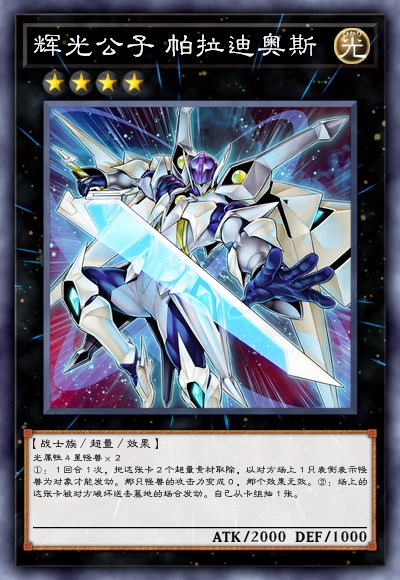 辉光公子 帕拉迪奥斯
光
【战士族／超量／效果】
光属性４星怪兽×２
①：１回合１次，把这张卡２个超量素材取除，以对方场上１只表侧表示怪
兽为对象才能发动。那只怪兽的攻击力变成０，那个效果无效。②：场上的
这张卡被对方破坏送去墓地的场合发动。自己从卡组抽１张。
ATK/2000 DEF/1000